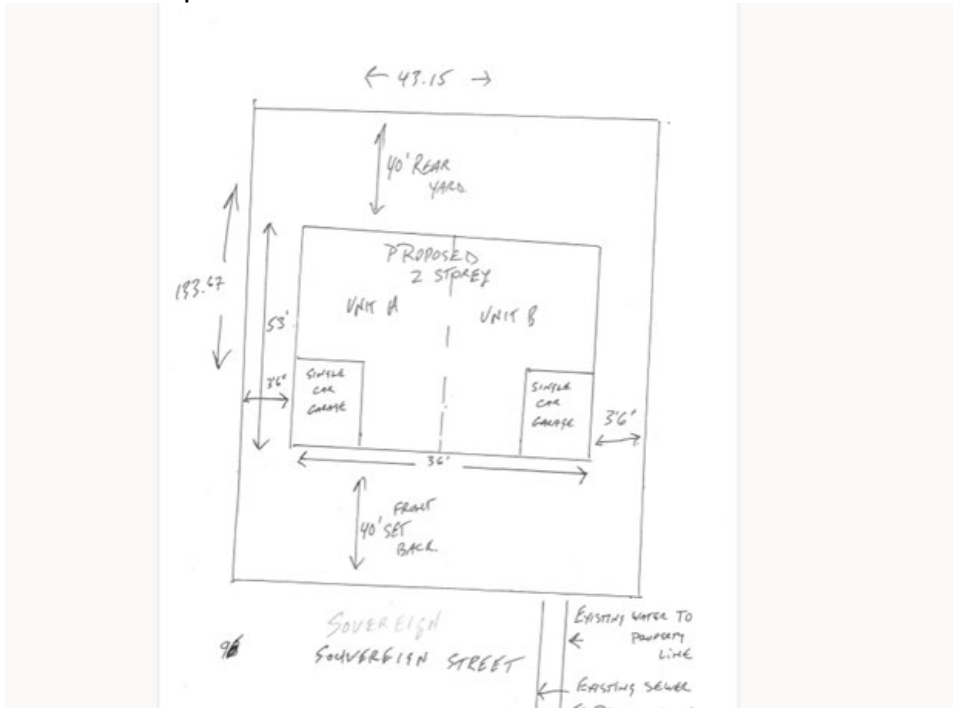 ← 43.15 →
40' REAR
YARD
133.67
PROPOSED
2 STOREY
UNIT A
UNIT B
53'
SINGLE
CAR
GARAGE
SINGLE
CAR
GARAGE
3'6"
3'6"
36'
FRONT
40' SET
BACK.
SOVEREIGN
SOUVEREIGN STREET
EXISTING WATER TO
PROPERTY
LINE
EXISTING SEWER